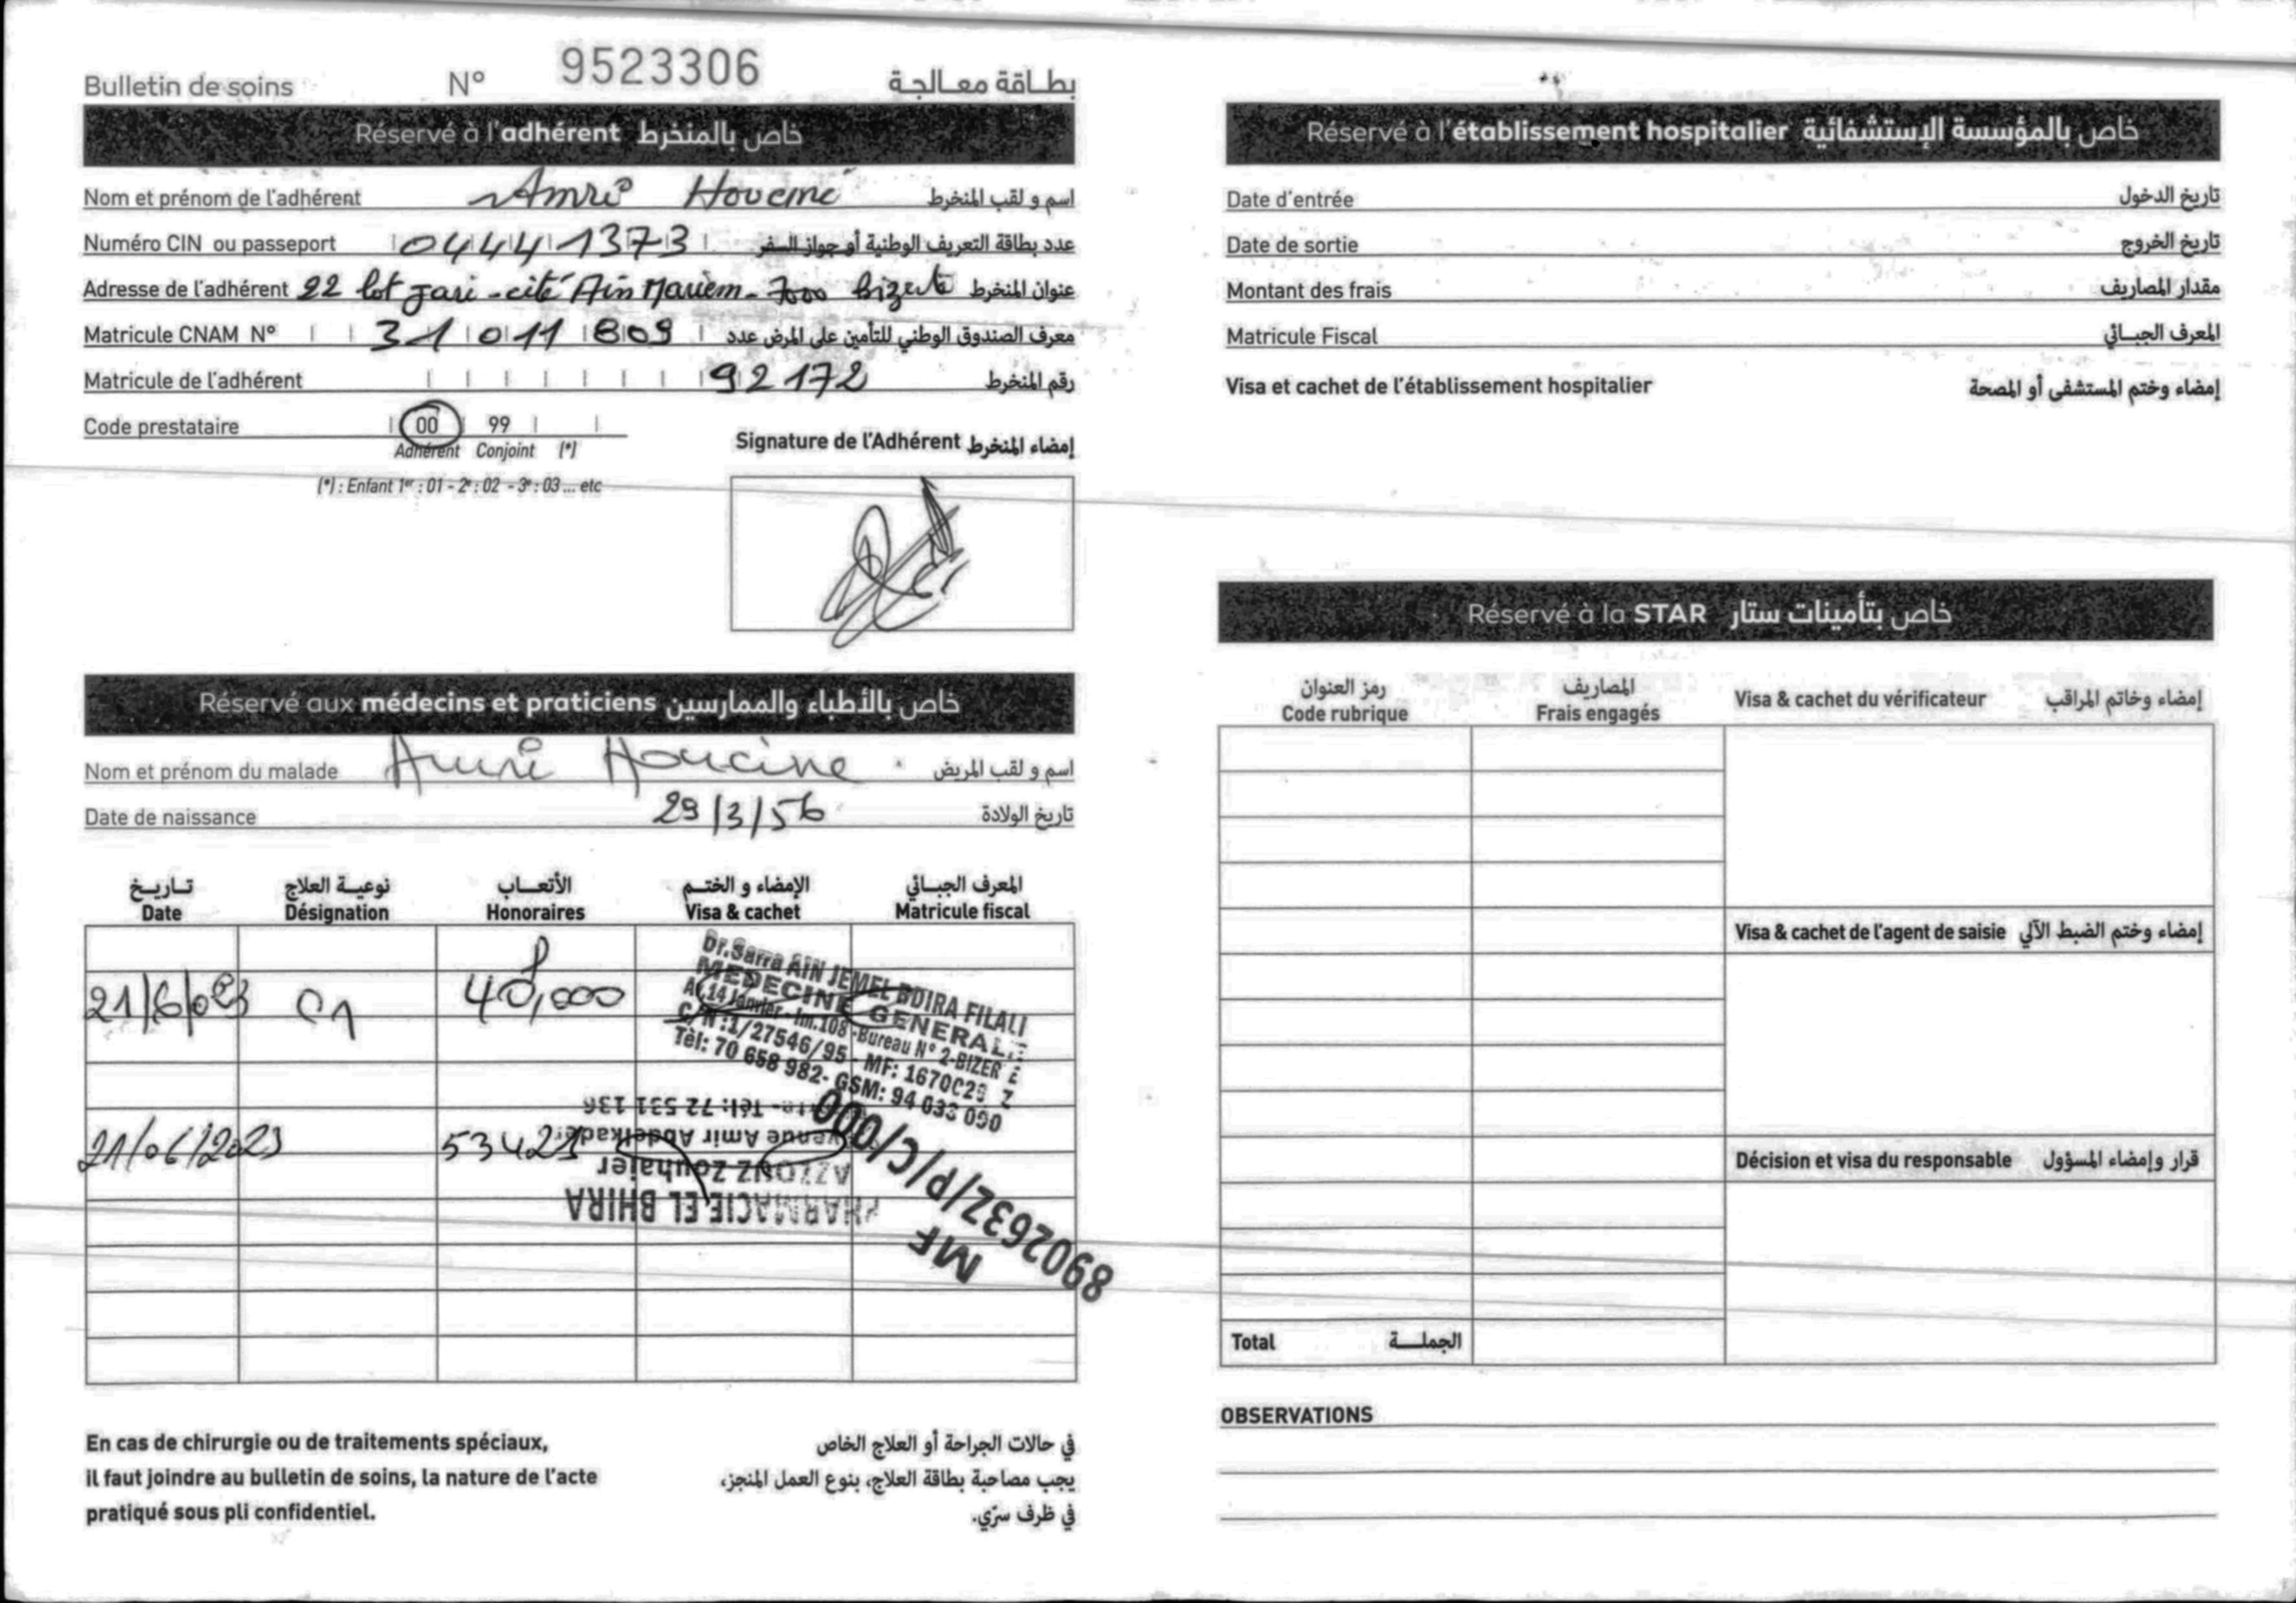 Bulletin de soins N° 9523306 بطاقة معالجة
Réservé à l'adhérent خاص بالمنخرط
Nom et prénom de l'adhérent Amri Houcine اسم و لقب المنخرط
Numéro CIN ou passeport 04441373 عدد بطاقة التعريف الوطنية أو جواز السفر
Adresse de l'adhérent 22 lot jari - cité Ain Mariem - 7000 Bizerte عنوان المنخرط
Matricule CNAM N° 31 011 809 معرف الصندوق الوطني للتأمين على المرض عدد
Matricule de l'adhérent 92172 رقم المنخرط
Code prestataire 00 99
Adhérent Conjoint (*)
(*) : Enfant 1er : 01 - 2e : 02 - 3e : 03 ... etc
Signature de l'Adhérent إمضاء المنخرط
Réservé aux médecins et praticiens خاص بالأطباء والممارسين
Nom et prénom du malade Amri Houcine اسم و لقب المريض
Date de naissance 29/3/56 تاريخ الولادة
تاريخ نوعية العلاج الأتعاب الإمضاء و الختم المعرف الجبائي
Date Désignation Honoraires Visa & cachet Matricule fiscal
21/6/023 C1 40,000
Dr.Sarra AIN JEMEL BDIRA FILALI
MEDECINE GENERALE
Av.14 Janvier - Im.108 -Bureau N° 2-BIZERTE
C/N :1/27546/95 - MF: 1670C29 Z
Tél: 70 658 982- GSM: 94 033 090
21/06/2023 53421
PHARMACIE EL BHIRA
AZZOUZ Zouhaier
Avenue Amir Abdelkader
Tél: 72 531 136
MF
890263Z/P/C/000
En cas de chirurgie ou de traitements spéciaux,
il faut joindre au bulletin de soins, la nature de l'acte
pratiqué sous pli confidentiel.
في حالات الجراحة أو العلاج الخاص
يجب مصاحبة بطاقة العلاج، بنوع العمل المنجز،
في ظرف سرّي.
Réservé à l'établissement hospitalier خاص بالمؤسسة الإستشفائية
Date d'entrée تاريخ الدخول
Date de sortie تاريخ الخروج
Montant des frais مقدار المصاريف
Matricule Fiscal المعرف الجبائي
Visa et cachet de l'établissement hospitalier إمضاء وختم المستشفى أو المصحة
Réservé à la STAR خاص بتأمينات ستار
رمز العنوان المصاريف
Code rubrique Frais engagés Visa & cachet du vérificateur إمضاء وخاتم المراقب
Visa & cachet de l'agent de saisie إمضاء وختم الضبط الآلي
Décision et visa du responsable قرار وإمضاء المسؤول
Total الجملة
OBSERVATIONS